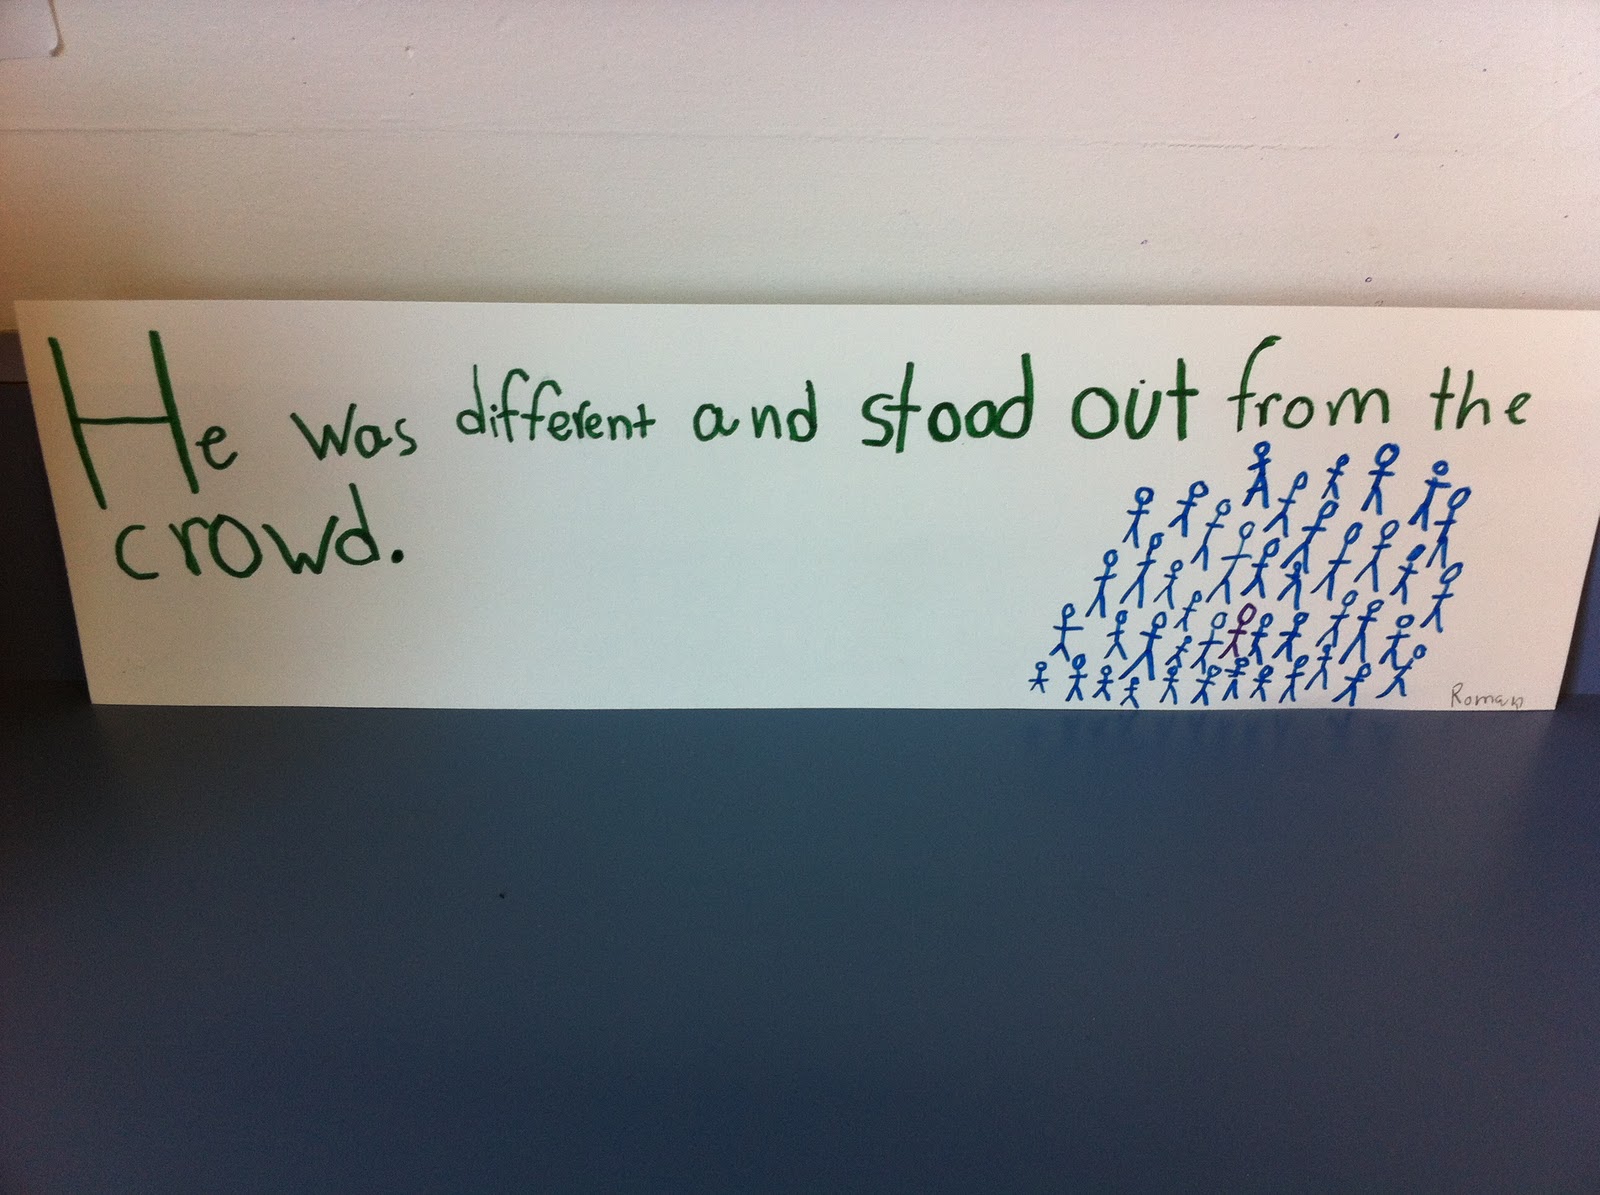 He was different and stood out from the
crowd.
Roman